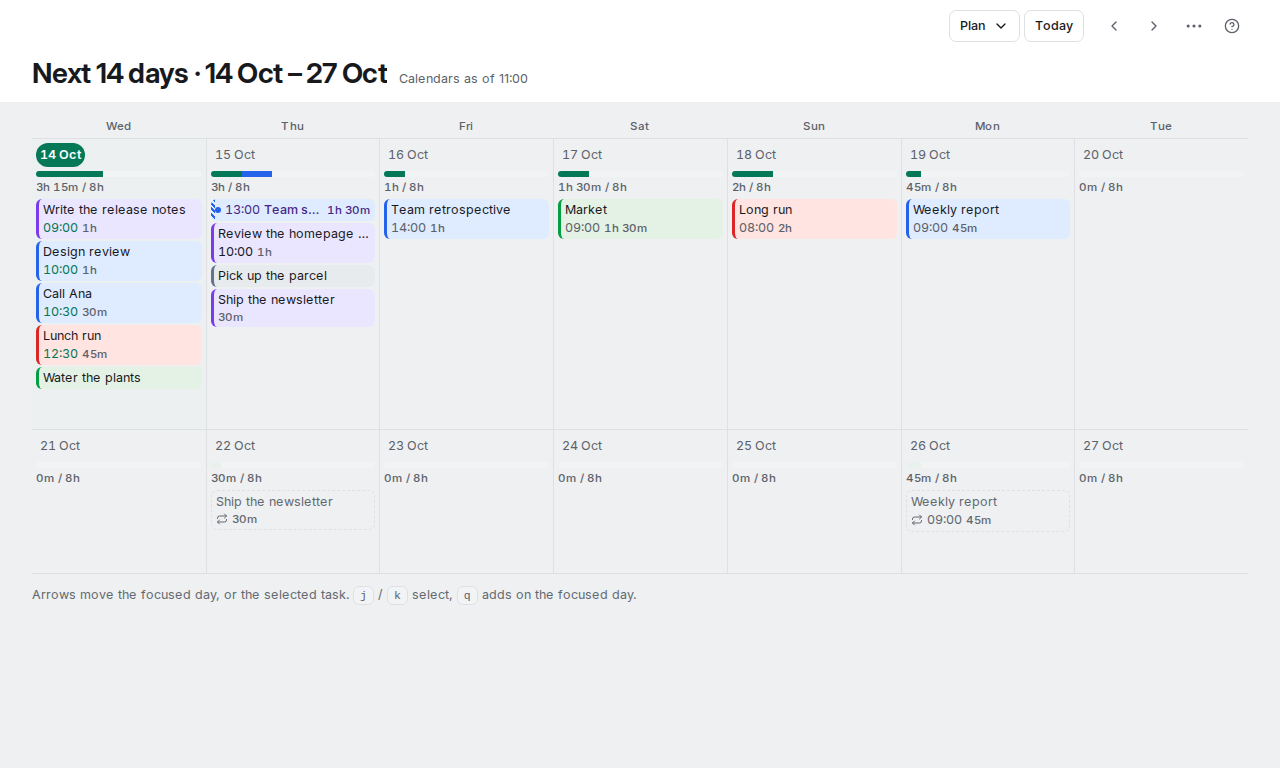 Plan
Today
Next 14 days · 14 Oct – 27 Oct
Calendars as of 11:00
Wed
Thu
Fri
Sat
Sun
Mon
Tue
14 Oct
3h 15m / 8h
Write the release notes
09:00 1h
Design review
10:00 1h
Call Ana
10:30 30m
Lunch run
12:30 45m
Water the plants
15 Oct
3h / 8h
13:00 Team s... 1h 30m
Review the homepage ...
10:00 1h
Pick up the parcel
Ship the newsletter
30m
16 Oct
1h / 8h
Team retrospective
14:00 1h
17 Oct
1h 30m / 8h
Market
09:00 1h 30m
18 Oct
2h / 8h
Long run
08:00 2h
19 Oct
45m / 8h
Weekly report
09:00 45m
20 Oct
0m / 8h
21 Oct
0m / 8h
22 Oct
30m / 8h
Ship the newsletter
30m
23 Oct
0m / 8h
24 Oct
0m / 8h
25 Oct
0m / 8h
26 Oct
45m / 8h
Weekly report
09:00 45m
27 Oct
0m / 8h
Arrows move the focused day, or the selected task. j / k select, q adds on the focused day.